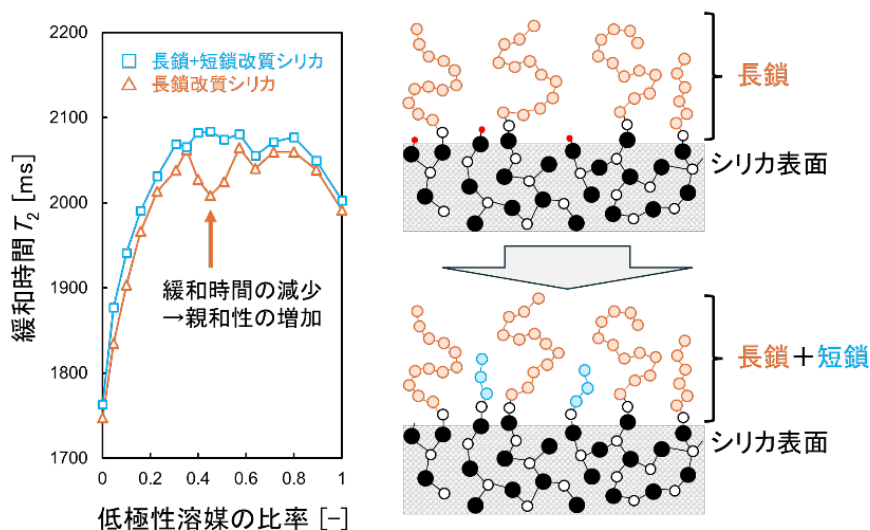 2200
2100
2000
1900
1800
1700
0
0.2
0.4
0.6
0.8
1
緩和時間 T₂ [ms]
低極性溶媒の比率 [−]
長鎖+短鎖改質シリカ
長鎖改質シリカ
緩和時間の減少
→親和性の増加
長鎖
シリカ表面
長鎖＋短鎖
シリカ表面